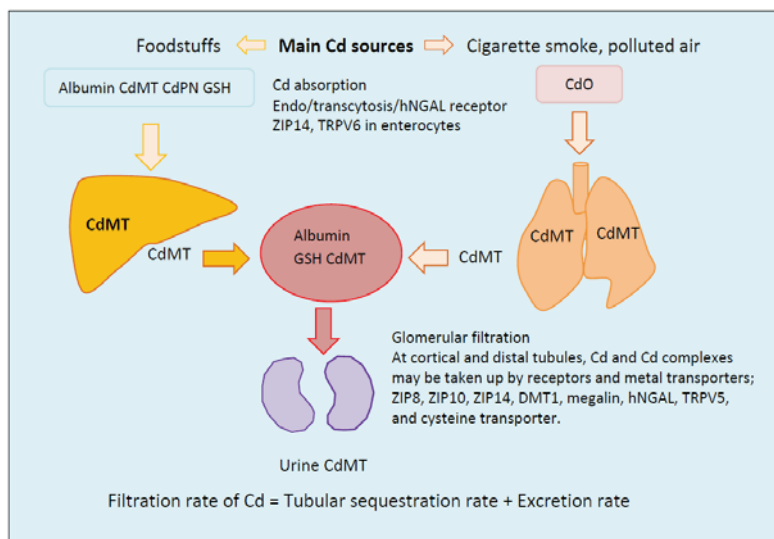 Foodstuffs Main Cd sources Cigarette smoke, polluted air
Albumin CdMT CdPN GSH
Cd absorption
Endo/transcytosis/hNGAL receptor
ZIP14, TRPV6 in enterocytes
CdO
CdMT
CdMT
Albumin
GSH CdMT
CdMT
CdMT
CdMT
Glomerular filtration
At cortical and distal tubules, Cd and Cd complexes
may be taken up by receptors and metal transporters;
ZIP8, ZIP10, ZIP14, DMT1, megalin, hNGAL, TRPV5,
and cysteine transporter.
Urine CdMT
Filtration rate of Cd = Tubular sequestration rate + Excretion rate